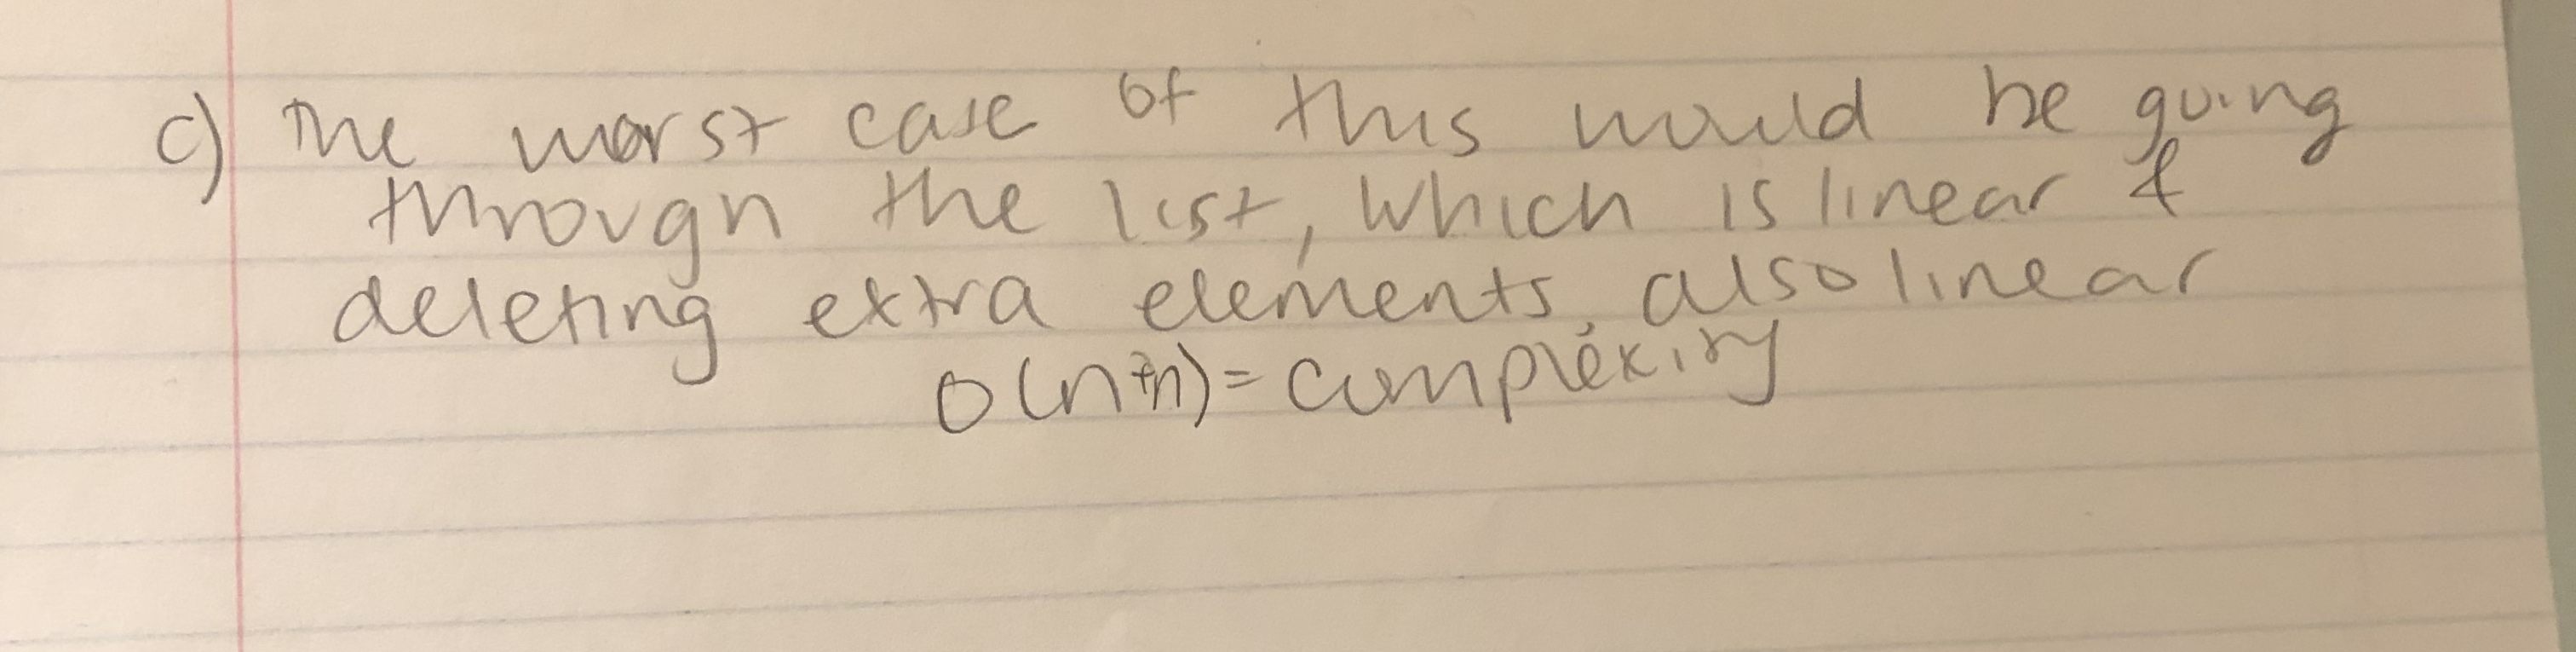 c) The worst case of this would be going
through the list, which is linear &
deleting extra elements, also linear
O(n+n) = complexity